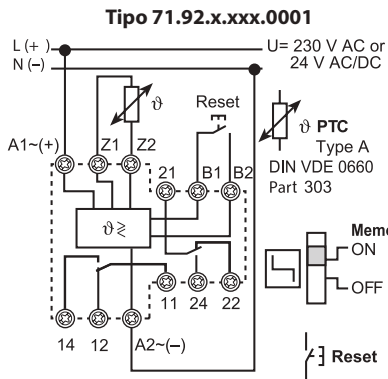 Tipo 71.92.x.xxx.0001
L (+)
N (–)
U= 230 V AC or
24 V AC/DC
ϑ
Reset
A1~(+)
Z1
Z2
21
B1
B2
ϑ PTC
Type A
DIN VDE 0660
Part 303
ϑ≷
ON
OFF
14
12
A2~(–)
11
24
22
Reset